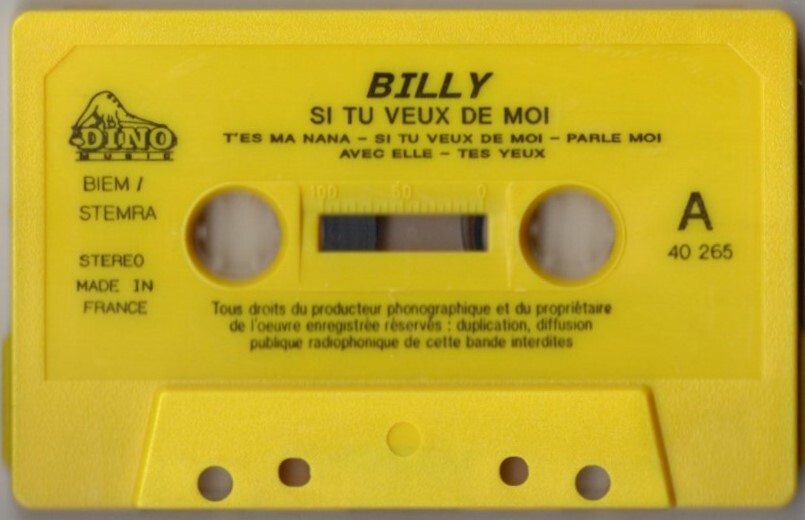 BILLY
SI TU VEUX DE MOI
T'ES MA NANA – SI TU VEUX DE MOI – PARLE MOI
AVEC ELLE – TES YEUX
DINO
MUSIC
BIEM /
STEMRA
STEREO
MADE IN
FRANCE
100 50 0
A
40 265
Tous droits du producteur phonographique et du propriétaire
de l'oeuvre enregistrée réservés : duplication, diffusion
publique radiophonique de cette bande interdites